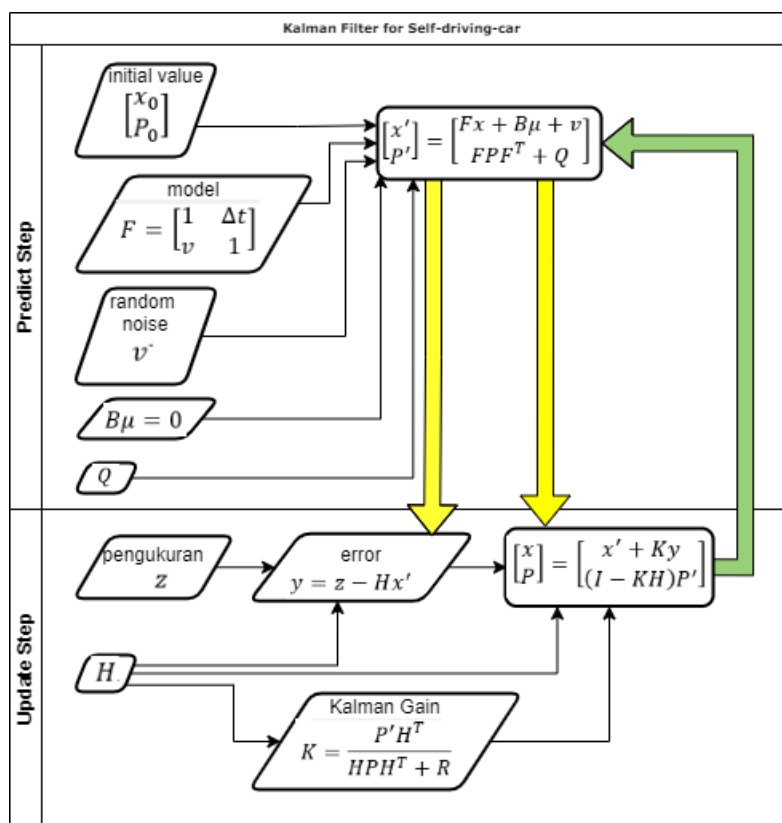 Kalman Filter for Self-driving-car
Predict Step
initial value
[x₀
P₀]
[x′
P′] = [Fx + Bμ + v
FPFᵀ + Q]
model
F = [1 Δt
v 1]
random
noise
v
Bμ = 0
Q
Update Step
pengukuran
z
error
y = z − Hx′
[x
P] = [x′ + Ky
(I − KH)P′]
H
Kalman Gain
K = P′Hᵀ
HPHᵀ + R